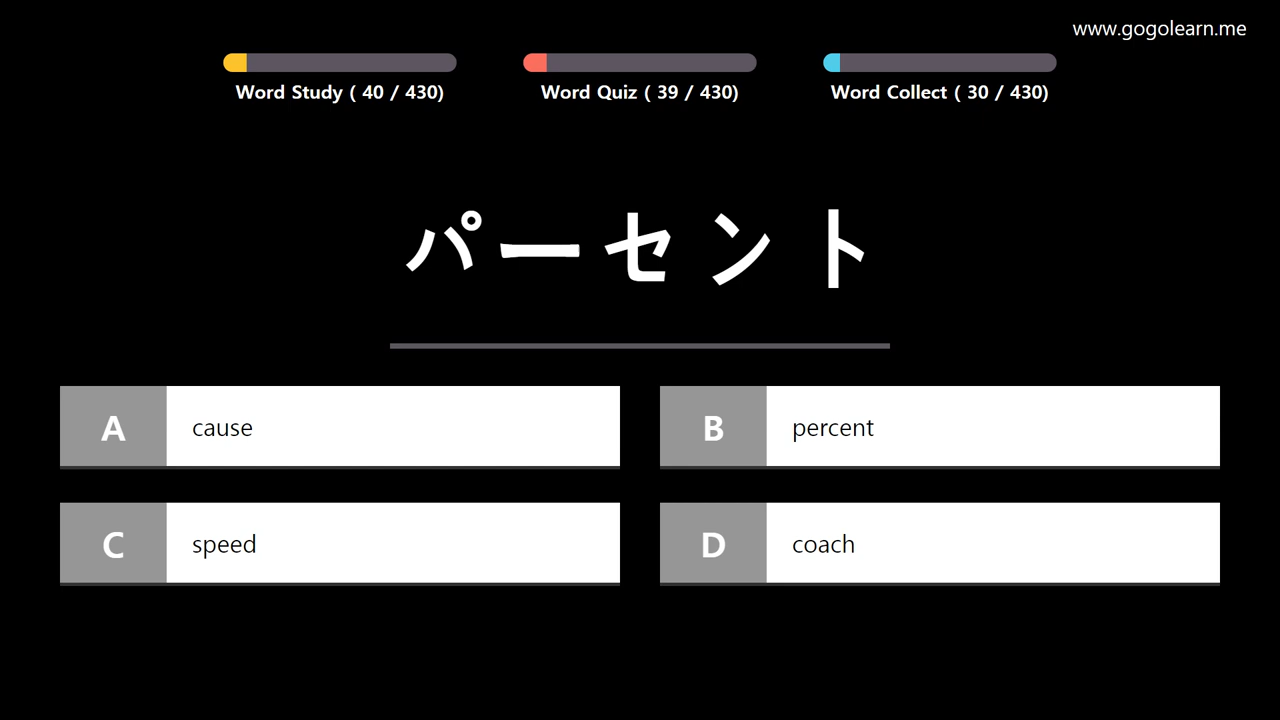 www.gogolearn.me
Word Study ( 40 / 430)
Word Quiz ( 39 / 430)
Word Collect ( 30 / 430)
パーセント
A cause
B percent
C speed
D coach